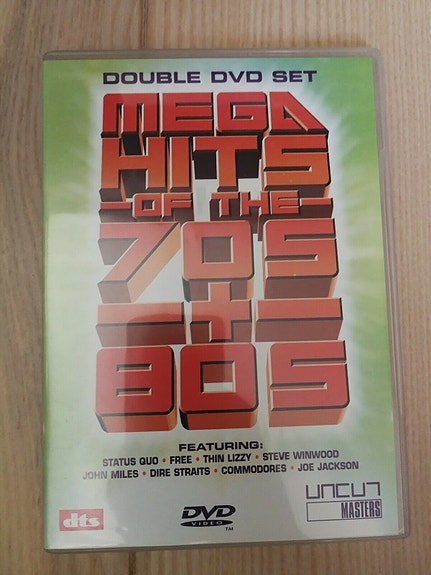 DOUBLE DVD SET
MEGA
HITS
OF THE
70S
+
80S
FEATURING:
STATUS QUO • FREE • THIN LIZZY • STEVE WINWOOD
JOHN MILES • DIRE STRAITS • COMMODORES • JOE JACKSON
dts
DVD
VIDEO
TM
UNCUT
MASTERS